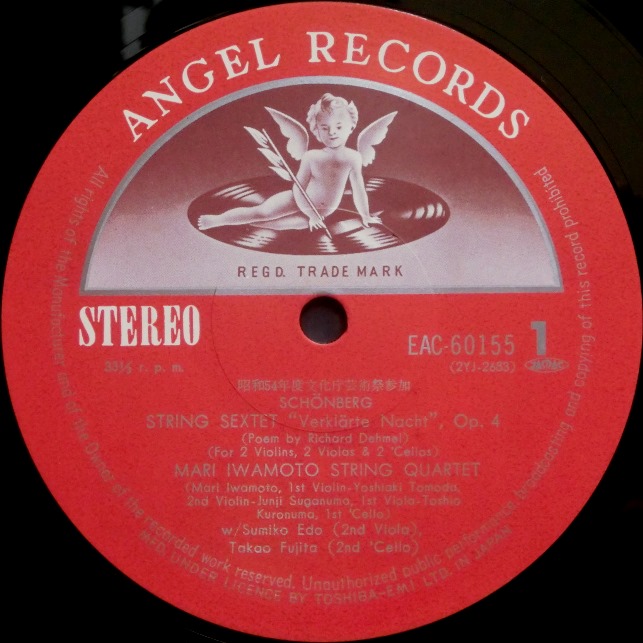 ANGEL RECORDS
REGD. TRADE MARK
STEREO
33⅓ r. p. m.
EAC-60155 1
(2YJ-2683)
昭和54年度文化庁芸術祭参加
SCHÖNBERG
STRING SEXTET "Verklärte Nacht", Op. 4
(Poem by Richard Dehmel)
(For 2 Violins, 2 Violas & 2 'Cellos)
MARI IWAMOTO STRING QUARTET
(Mari Iwamoto, 1st Violin-Yoshiaki Tomoda,
2nd Violin-Junji Suganuma, 1st Viola-Toshio
Kuronuma, 1st 'Cello)
w/Sumiko Edo (2nd Viola),
Takao Fujita (2nd 'Cello)
All rights of the Manufacturer and of the Owner of the recorded work reserved. Unauthorized public performance, broadcasting and copying of this record prohibited
MFD. UNDER LICENCE BY TOSHIBA-EMI LTD. IN JAPAN